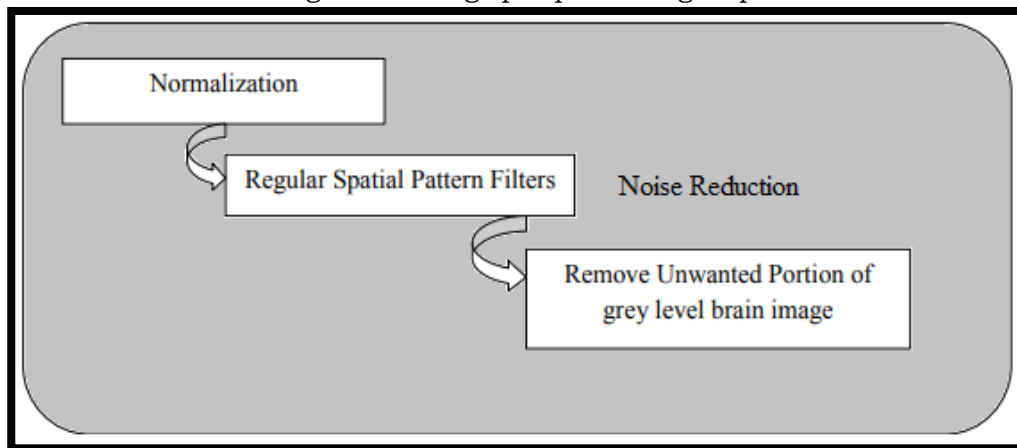 Normalization
Regular Spatial Pattern Filters
Noise Reduction
Remove Unwanted Portion of
grey level brain image